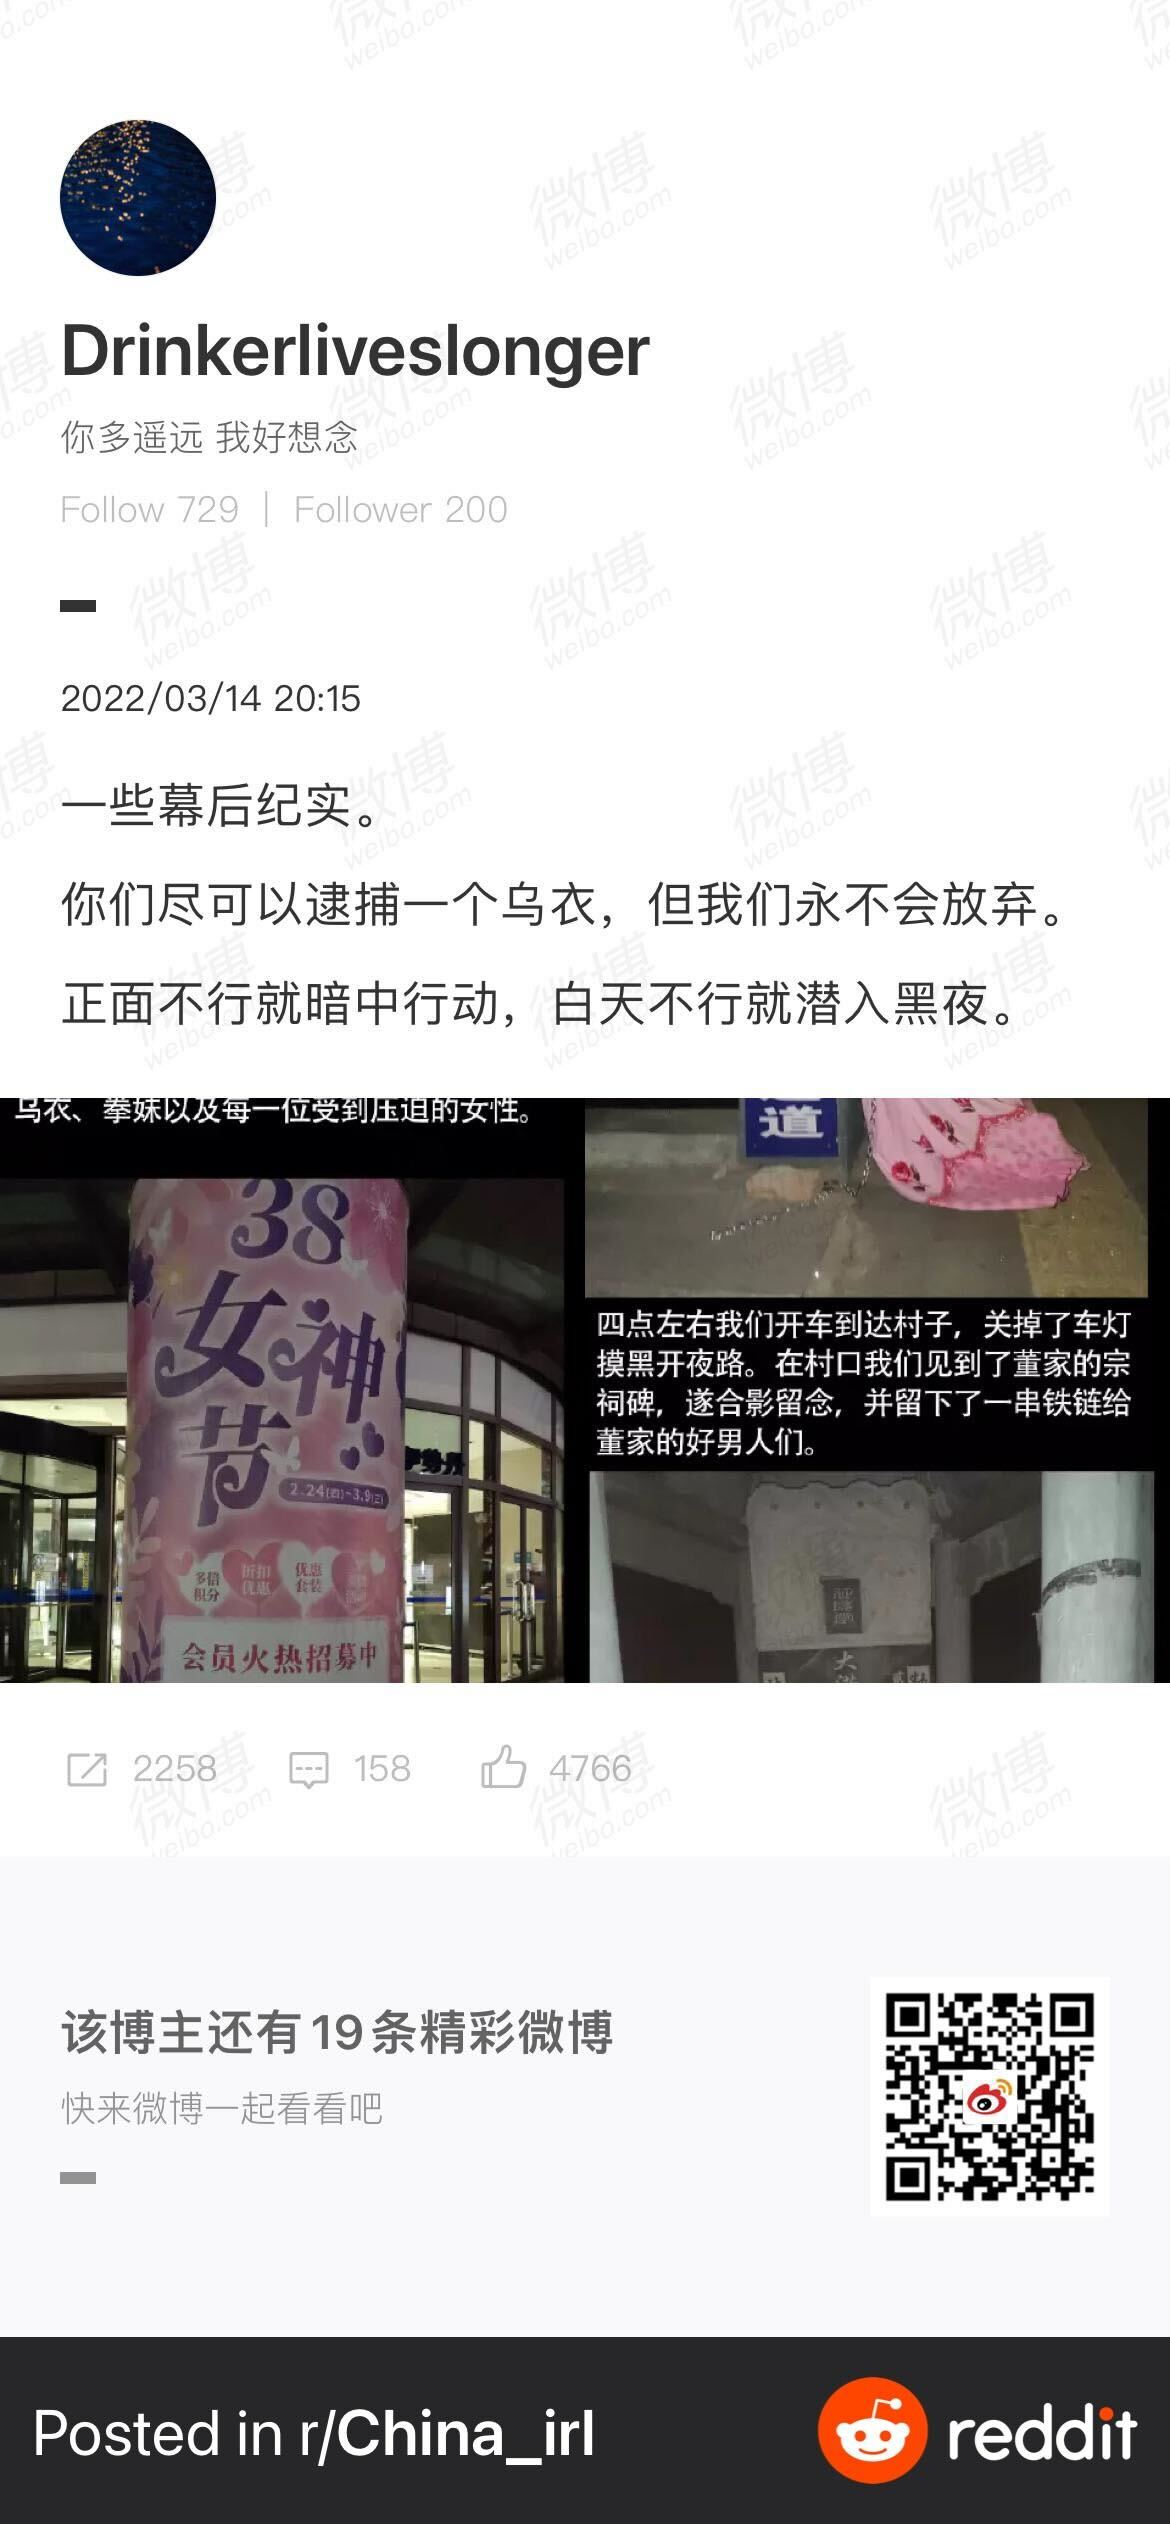 Drinkerliveslonger
你多遥远 我好想念
Follow 729 | Follower 200
2022/03/14 20:15
一些幕后纪实。
你们尽可以逮捕一个乌衣，但我们永不会放弃。
正面不行就暗中行动，白天不行就潜入黑夜。
乌衣、拳妹以及每一位受到压迫的女性。
38
女神
节
2.24(四)-3.9(三)
多倍
积分
折扣
优惠
优惠
套装
会员火热招募中
道
四点左右我们开车到达村子，关掉了车灯
摸黑开夜路。在村口我们见到了董家的宗
祠碑，遂合影留念，并留下了一串铁链给
董家的好男人们。
大
2258
158
4766
该博主还有19条精彩微博
快来微博一起看看吧
Posted in r/China_irl
reddit
微博
weibo.com